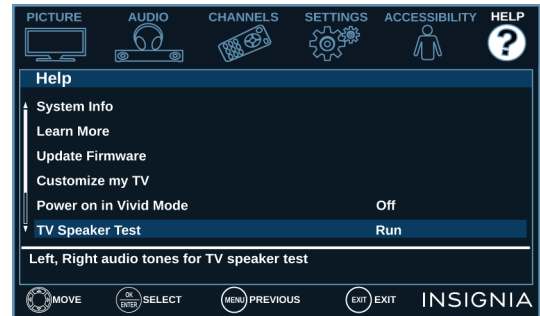 PICTURE AUDIO CHANNELS SETTINGS ACCESSIBILITY HELP
?
Help
System Info
Learn More
Update Firmware
Customize my TV
Power on in Vivid Mode Off
TV Speaker Test Run
Left, Right audio tones for TV speaker test
MOVE OK ENTER SELECT MENU PREVIOUS EXIT EXIT INSIGNIA